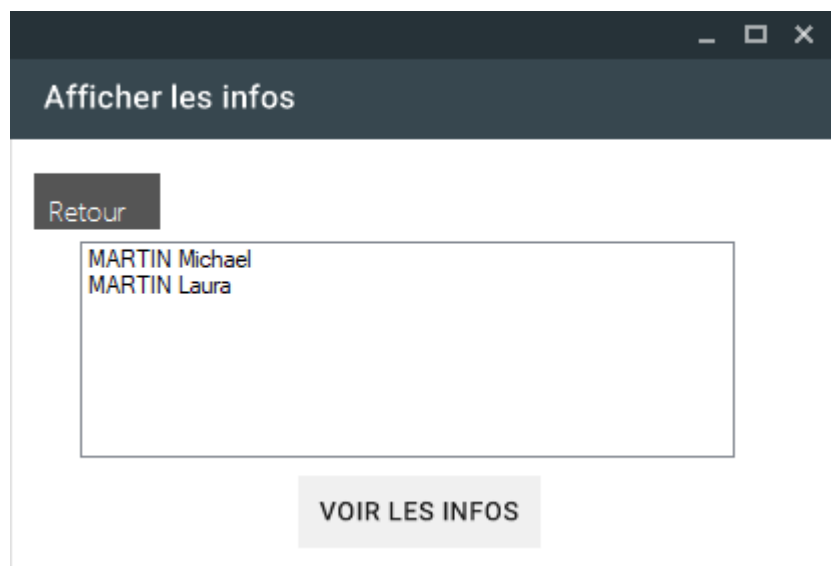 Afficher les infos
Retour
MARTIN Michael
MARTIN Laura
VOIR LES INFOS